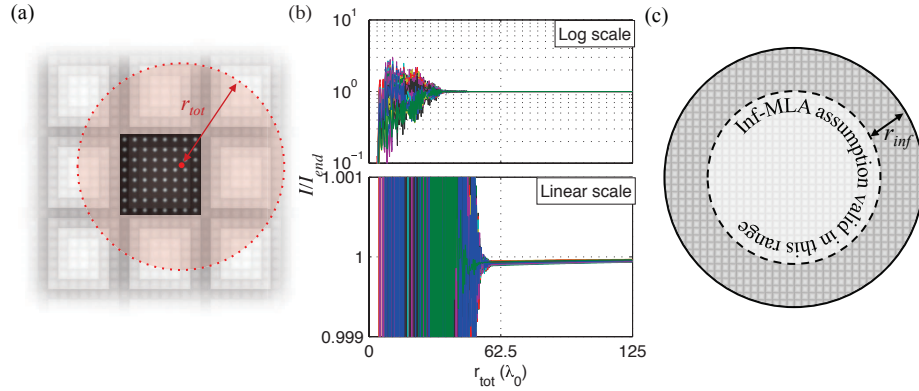 (a)
r_tot
(b)
Log scale
10^1
10^0
10^-1
I/I_end
Linear scale
1.001
1
0.999
0
62.5
125
r_tot (λ_0)
(c)
Inf-MLA assumption valid in this range
r_inf